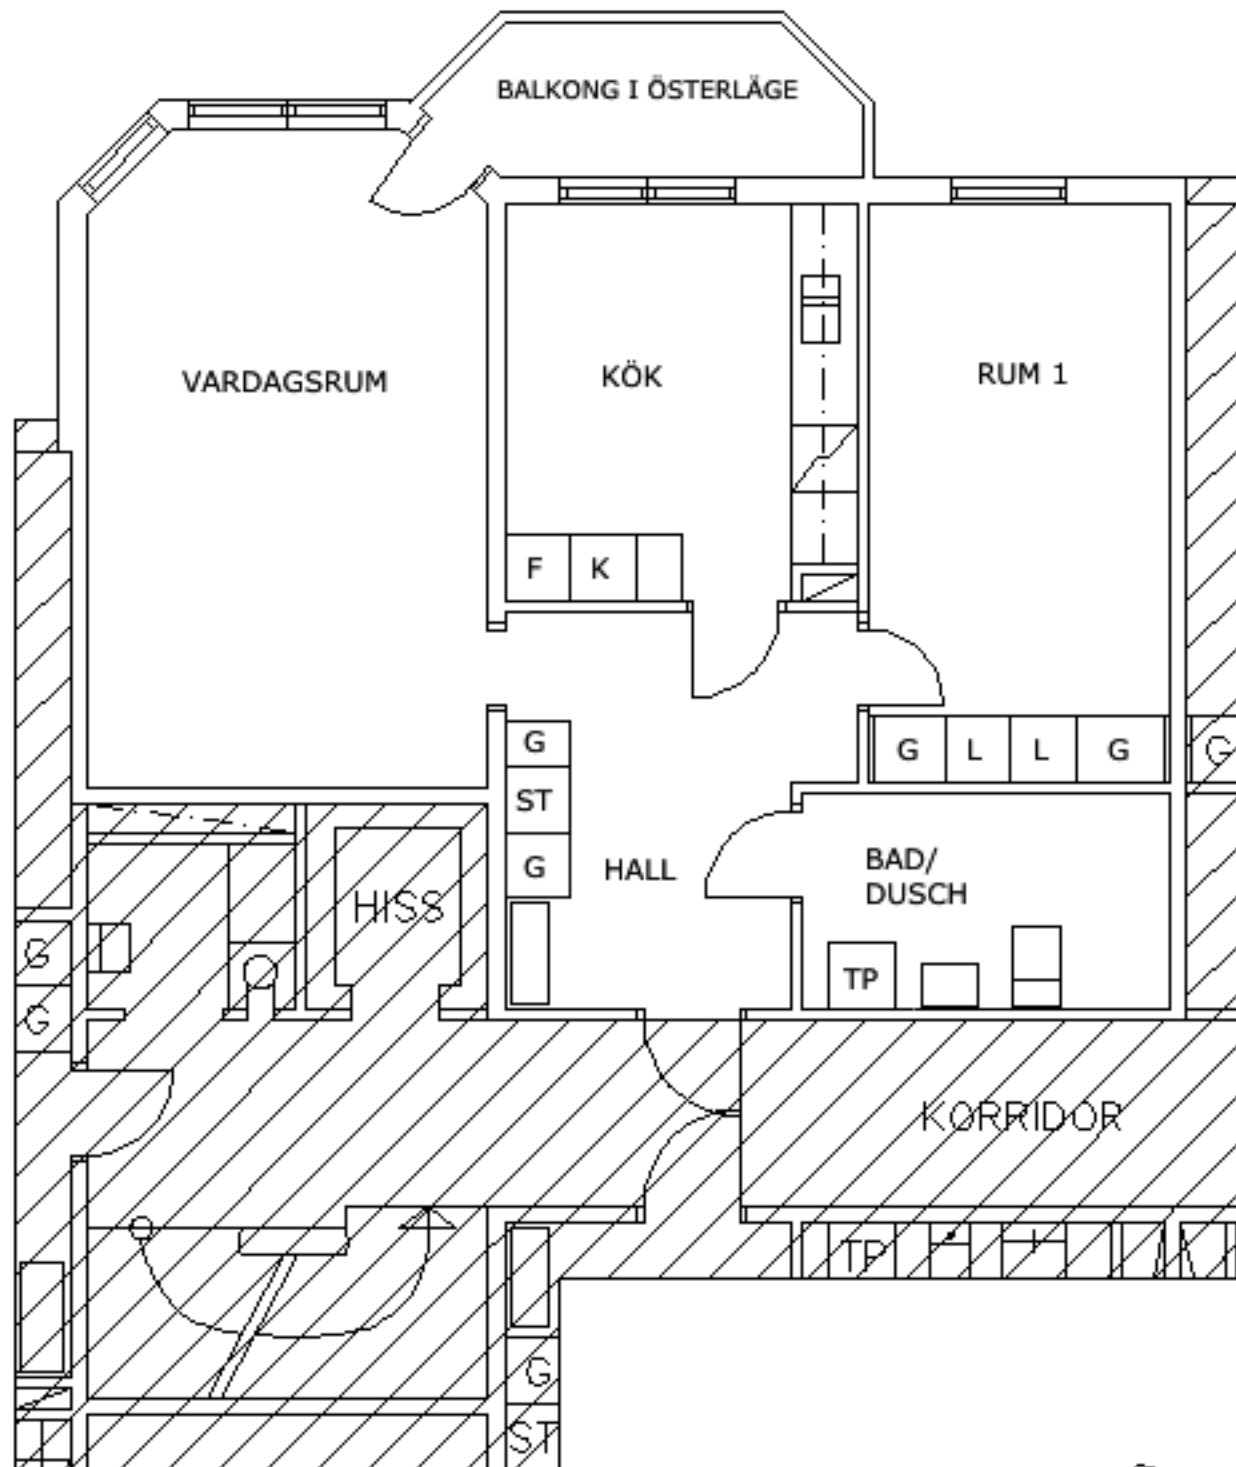 BALKONG I ÖSTERLÄGE
VARDAGSRUM
KÖK
RUM 1
F
K
G
ST
G
G
L
L
G
G
HALL
BAD/
DUSCH
TP
HISS
G
G
KORRIDOR
TP
G
ST